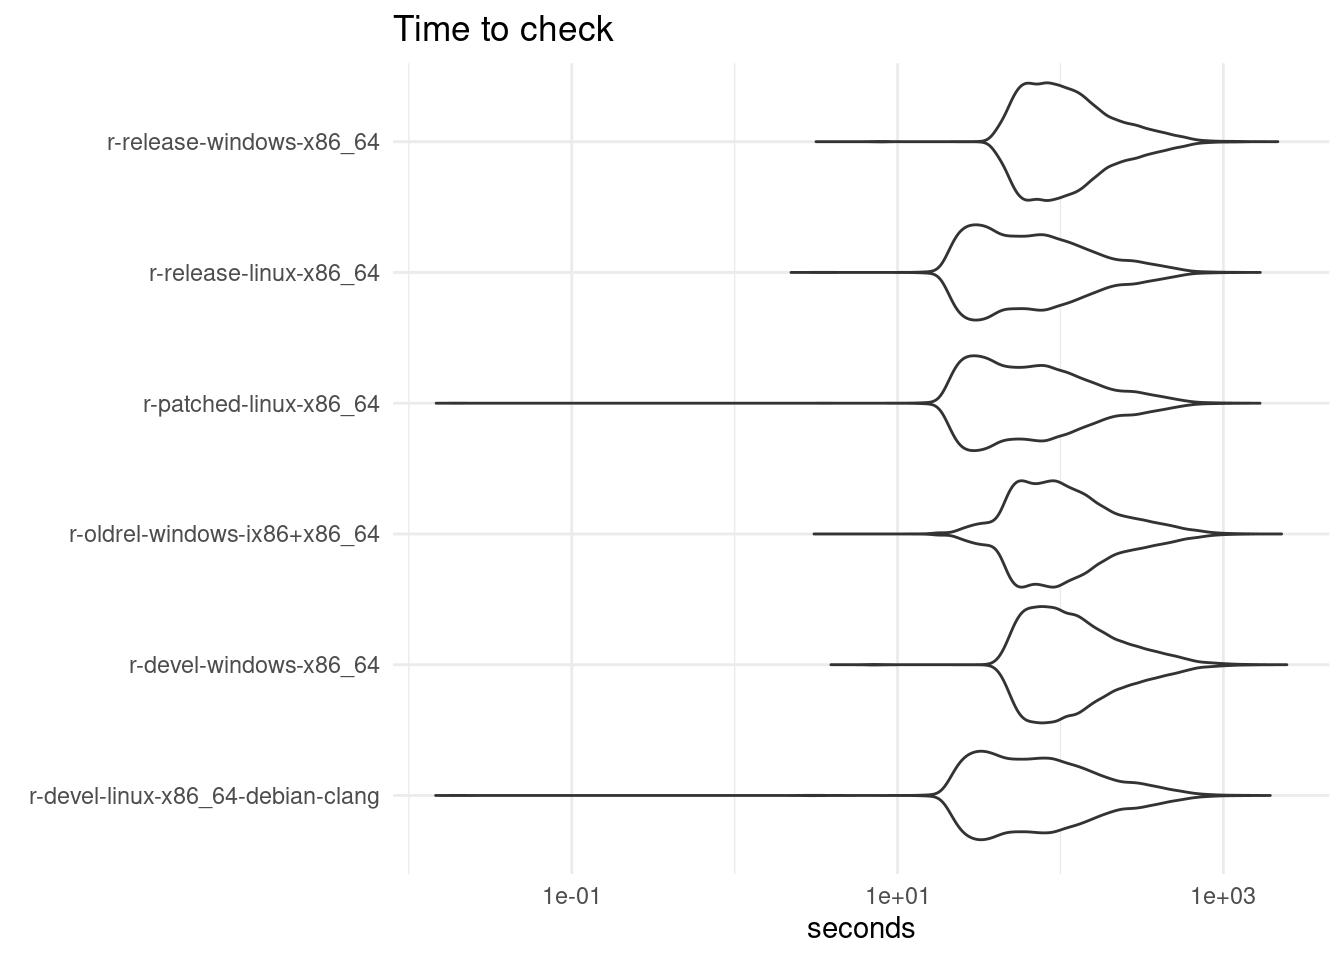 Time to check
r-release-windows-x86_64
r-release-linux-x86_64
r-patched-linux-x86_64
r-oldrel-windows-ix86+x86_64
r-devel-windows-x86_64
r-devel-linux-x86_64-debian-clang
1e-01 1e+01 1e+03
seconds